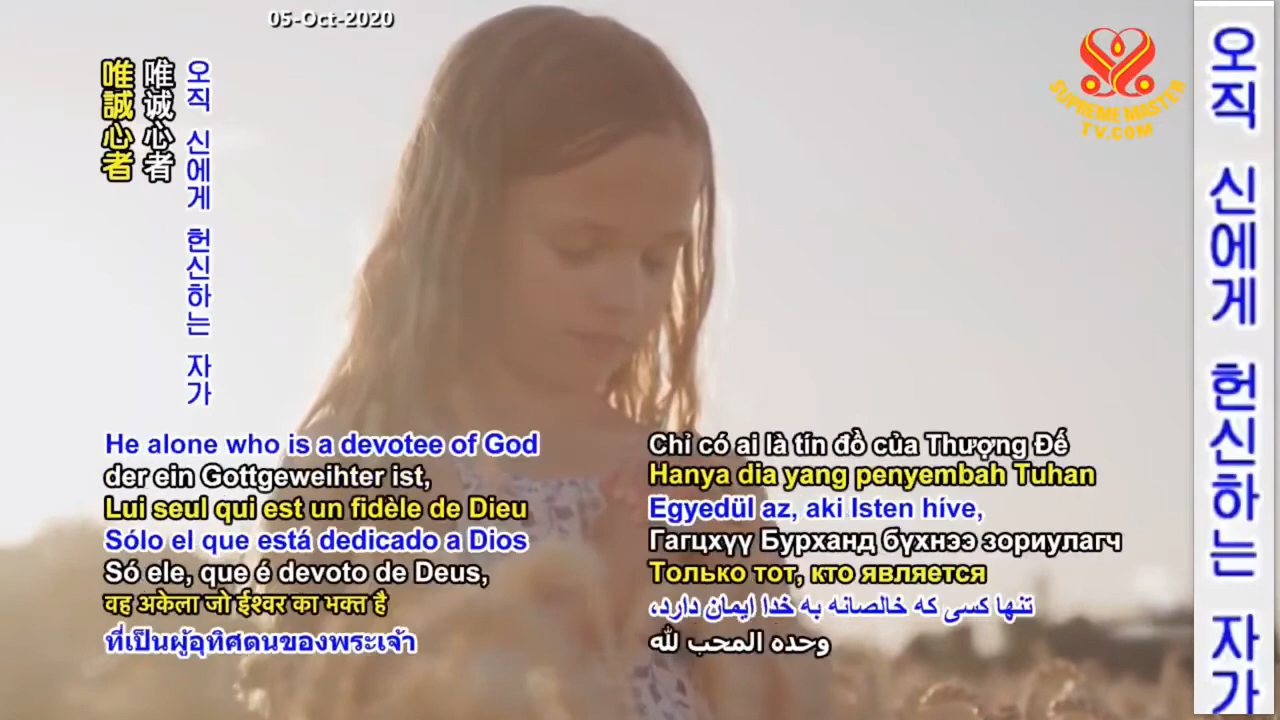 05-Oct-2020
唯誠心者
唯诚心者
오직 신에게 헌신하는 자가
SUPREME MASTER
TV.COM
He alone who is a devotee of God
der ein Gottgeweihter ist,
Lui seul qui est un fidèle de Dieu
Sólo el que está dedicado a Dios
Só ele, que é devoto de Deus,
वह अकेला जो ईश्वर का भक्त है
ที่เป็นผู้อุทิศตนของพระเจ้า
Chỉ có ai là tín đồ của Thượng Đế
Hanya dia yang penyembah Tuhan
Egyedül az, aki Isten híve,
Гагцхүү Бурханд бүхнээ зориулагч
Только тот, кто является
تنها کسی که خالصانه به خدا ایمان دارد،
وحده المحب لله
오직 신에게 헌신하는 자가